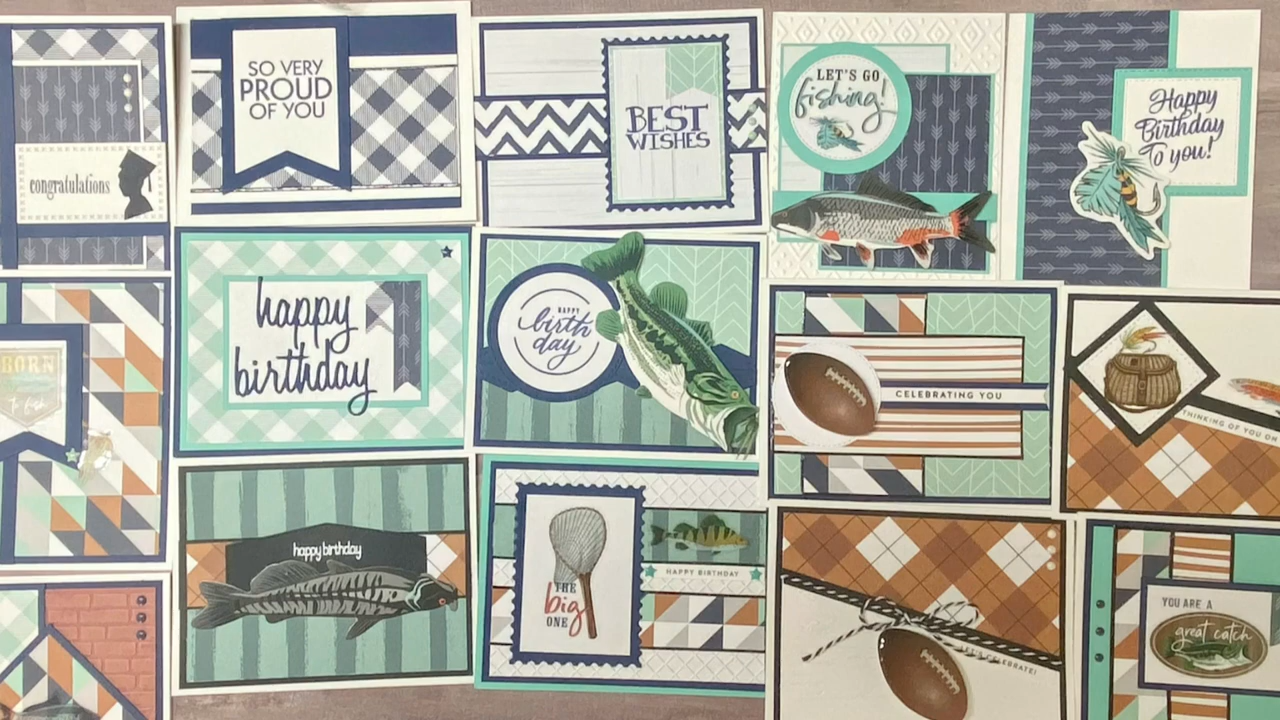 congratulations
SO VERY
PROUD
OF YOU
BEST
WISHES
LET'S GO
fishing!
Happy
Birthday
To you!
BORN
To fish
happy
birthday
HAPPY
birth
day
CELEBRATING YOU
THINKING OF YOU ON
happy birthday
THE
big
ONE
HAPPY BIRTHDAY
LET'S CELEBRATE!
YOU ARE A
great catch